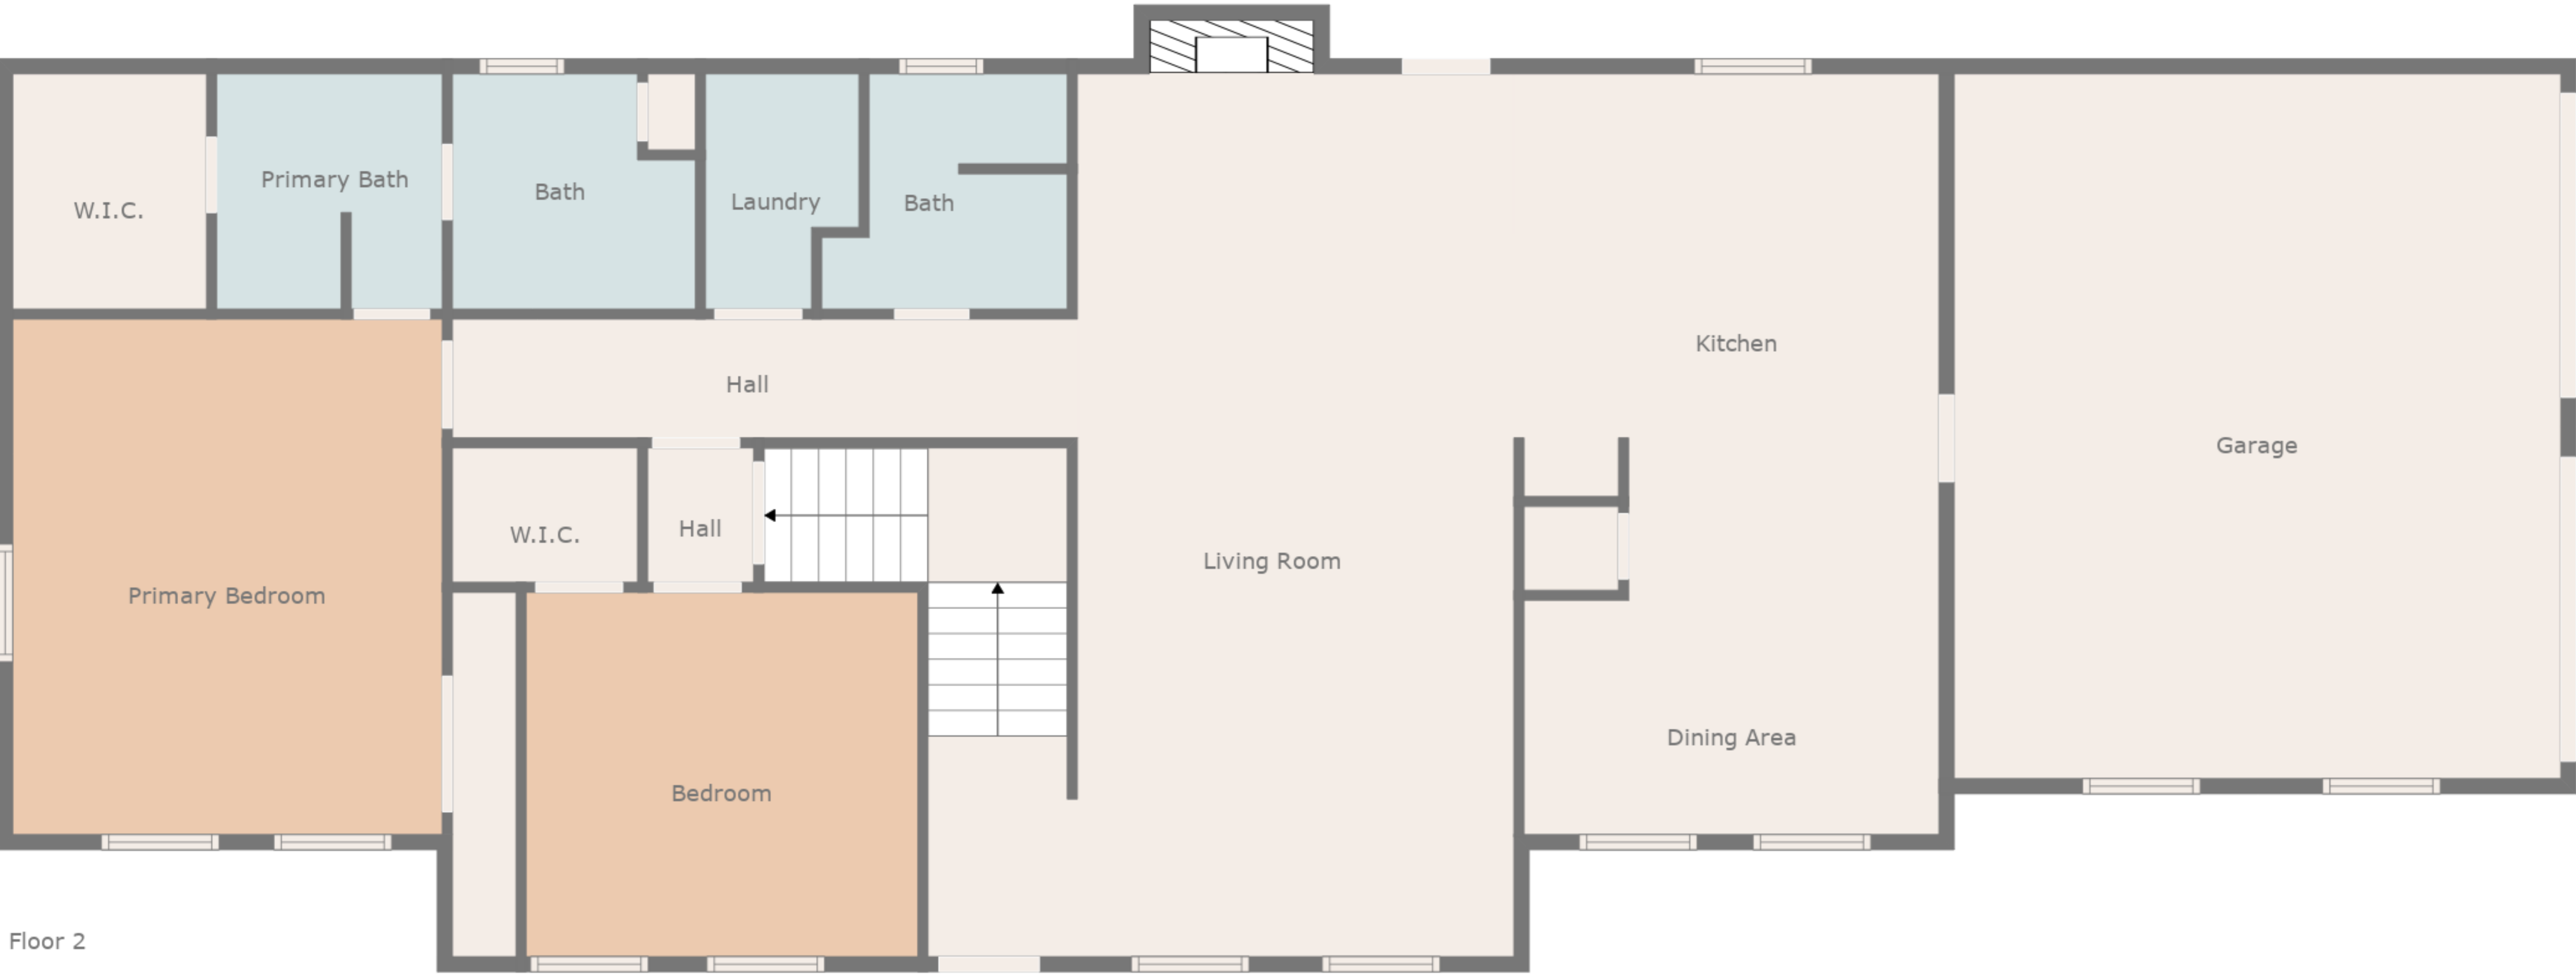 Primary Bath
W.I.C.
Bath
Laundry
Bath
Kitchen
Hall
Garage
W.I.C.
Hall
Living Room
Primary Bedroom
Dining Area
Bedroom
Floor 2